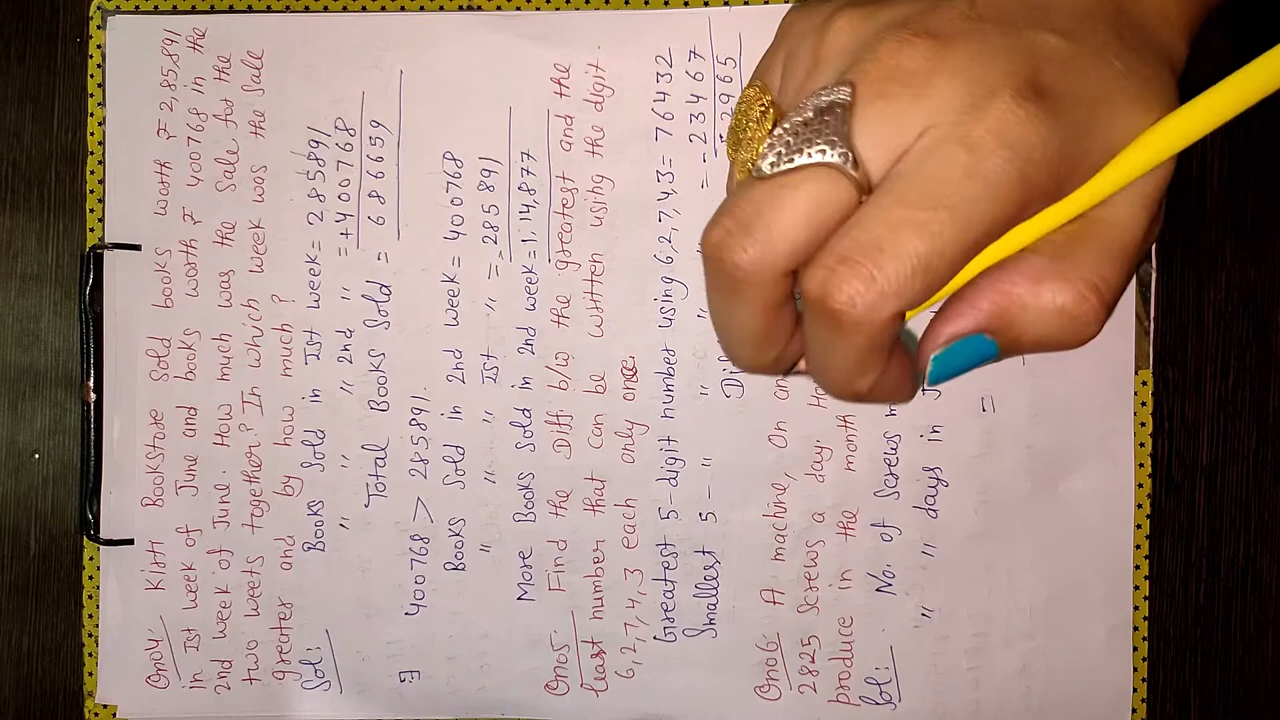 Qno4 Kirti Bookstore Sold books worth ₹ 2,85,891
in Ist week of June and books worth ₹ 400768 in the
2nd week of June. How much was the Sale for the
two weeks together? In which week was the Sale
greater and by how much?
Sol: Books Sold in Ist week = 285891
" " " 2nd " = +400768
Total Books Sold = 686659
400768 > 285891.
Books Sold in 2nd week = 400768
" " " Ist " = - 285891
More Books Sold in 2nd week = 1,14,877
Qno5 Find the Diff b/w the greatest and the
least number that can be written using the digit.
6,2,7,4,3 each only once.
Greatest 5-digit number using 6,2,7,4,3 = 76432
Smallest 5 - " " " " = - 23467
52965
Qno6 A machine, On an
2825 Screws a day.
produce in the month
Sol: No. of Screws
" " days in J
=